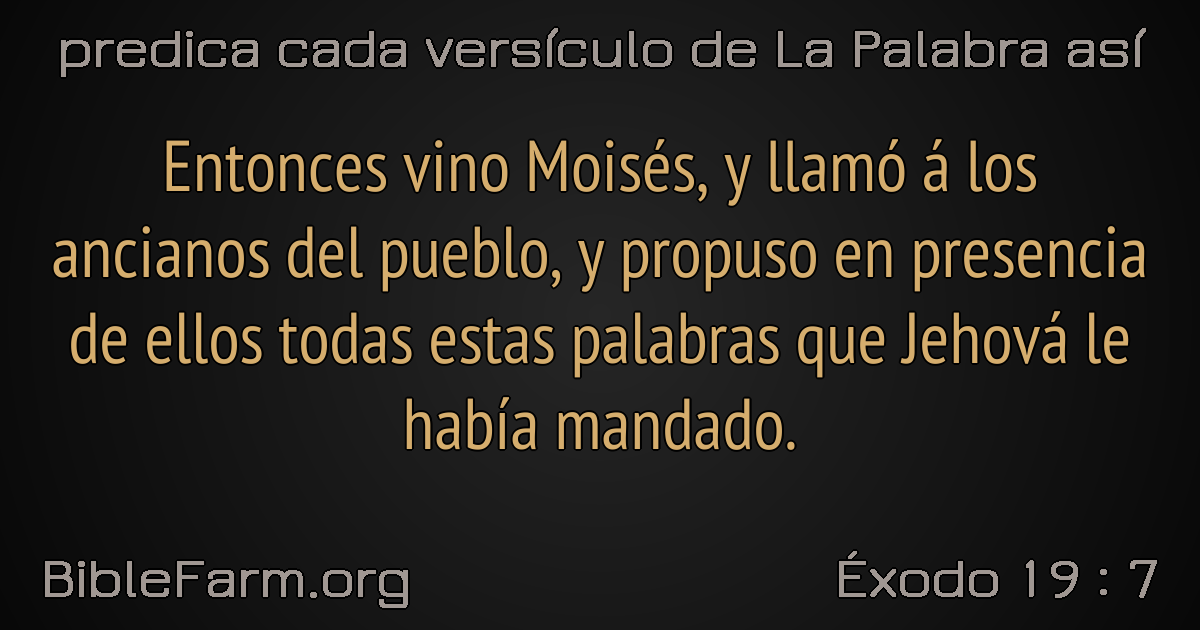 predica cada versículo de La Palabra así
Entonces vino Moisés, y llamó á los
ancianos del pueblo, y propuso en presencia
de ellos todas estas palabras que Jehová le
había mandado.
BibleFarm.org
Éxodo 19 : 7